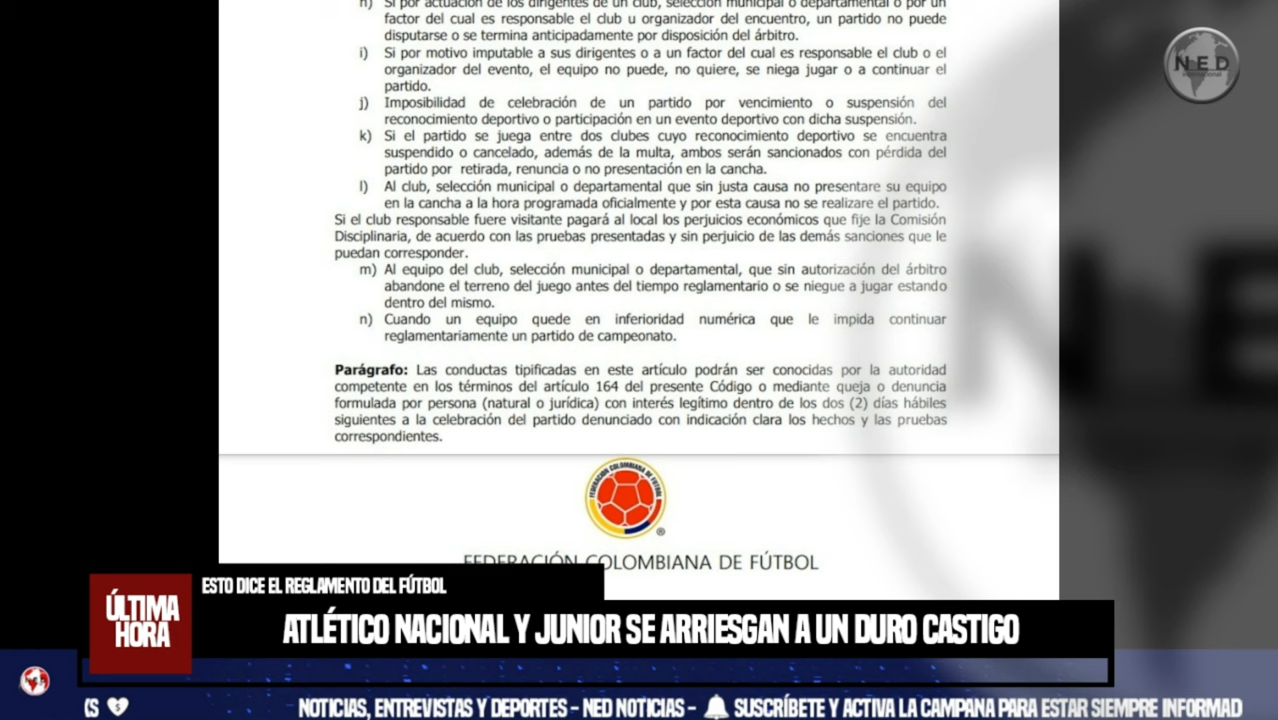 h) Si por actuación de los dirigentes de un club, selección municipal o departamental o por un
factor del cual es responsable el club u organizador del encuentro, un partido no puede
disputarse o se termina anticipadamente por disposición del árbitro.
i) Si por motivo imputable a sus dirigentes o a un factor del cual es responsable el club o el
organizador del evento, el equipo no puede, no quiere, se niega jugar o a continuar el
partido.
j) Imposibilidad de celebración de un partido por vencimiento o suspensión del
reconocimiento deportivo o participación en un evento deportivo con dicha suspensión.
k) Si el partido se juega entre dos clubes cuyo reconocimiento deportivo se encuentra
suspendido o cancelado, además de la multa, ambos serán sancionados con pérdida del
partido por retirada, renuncia o no presentación en la cancha.
l) Al club, selección municipal o departamental que sin justa causa no presentare su equipo
en la cancha a la hora programada oficialmente y por esta causa no se realizare el partido.
Si el club responsable fuere visitante pagará al local los perjuicios económicos que fije la Comisión
Disciplinaria, de acuerdo con las pruebas presentadas y sin perjuicio de las demás sanciones que le
puedan corresponder.
m) Al equipo del club, selección municipal o departamental, que sin autorización del árbitro
abandone el terreno del juego antes del tiempo reglamentario o se niegue a jugar estando
dentro del mismo.
n) Cuando un equipo quede en inferioridad numérica que le impida continuar
reglamentariamente un partido de campeonato.
Parágrafo: Las conductas tipificadas en este artículo podrán ser conocidas por la autoridad
competente en los términos del artículo 164 del presente Código o mediante queja o denuncia
formulada por persona (natural o jurídica) con interés legítimo dentro de los dos (2) días hábiles
siguientes a la celebración del partido denunciado con indicación clara los hechos y las pruebas
correspondientes.
FEDERACIÓN COLOMBIANA DE FUTBOL
®
FEDERACIÓN COLOMBIANA DE FÚTBOL
NED
internacional
NE
ESTO DICE EL REGLAMENTO DEL FÚTBOL
ÚLTIMA
HORA
ATLÉTICO NACIONAL Y JUNIOR SE ARRIESGAN A UN DURO CASTIGO
CS NOTICIAS, ENTREVISTAS Y DEPORTES - NED NOTICIAS - SUSCRÍBETE Y ACTIVA LA CAMPANA PARA ESTAR SIEMPRE INFORMAD